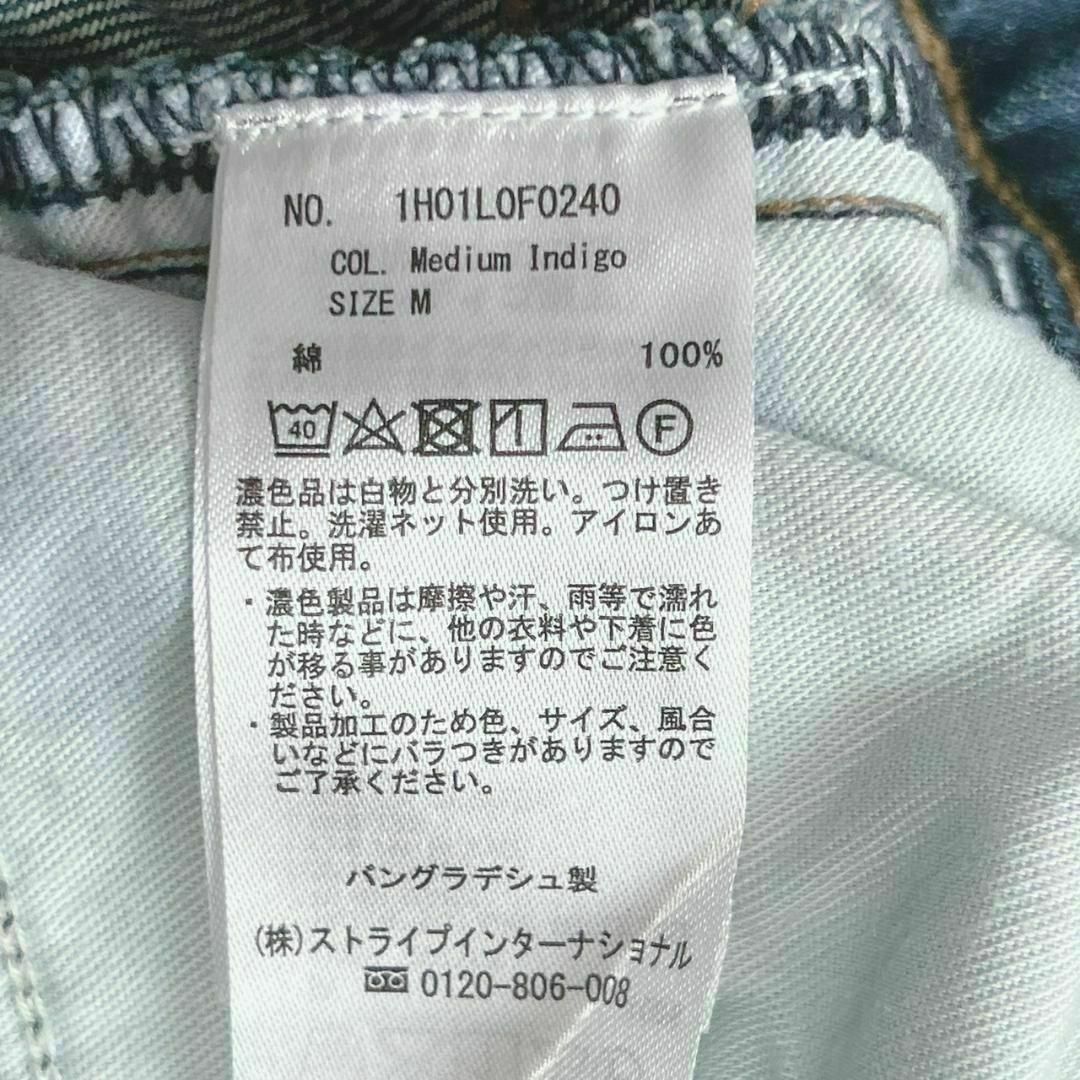 NO. 1H01L0F0240
COL. Medium Indigo
SIZE M
綿 100%
40 F
濃色品は白物と分別洗い。つけ置き
禁止。洗濯ネット使用。アイロンあ
て布使用。
・濃色製品は摩擦や汗、雨等で濡れ
た時などに、他の衣料や下着に色
が移る事がありますのでご注意く
ださい。
・製品加工のため色、サイズ、風合
いなどにバラつきがありますので
ご了承ください。
バングラデシュ製
(株)ストライプインターナショナル
0120-806-008